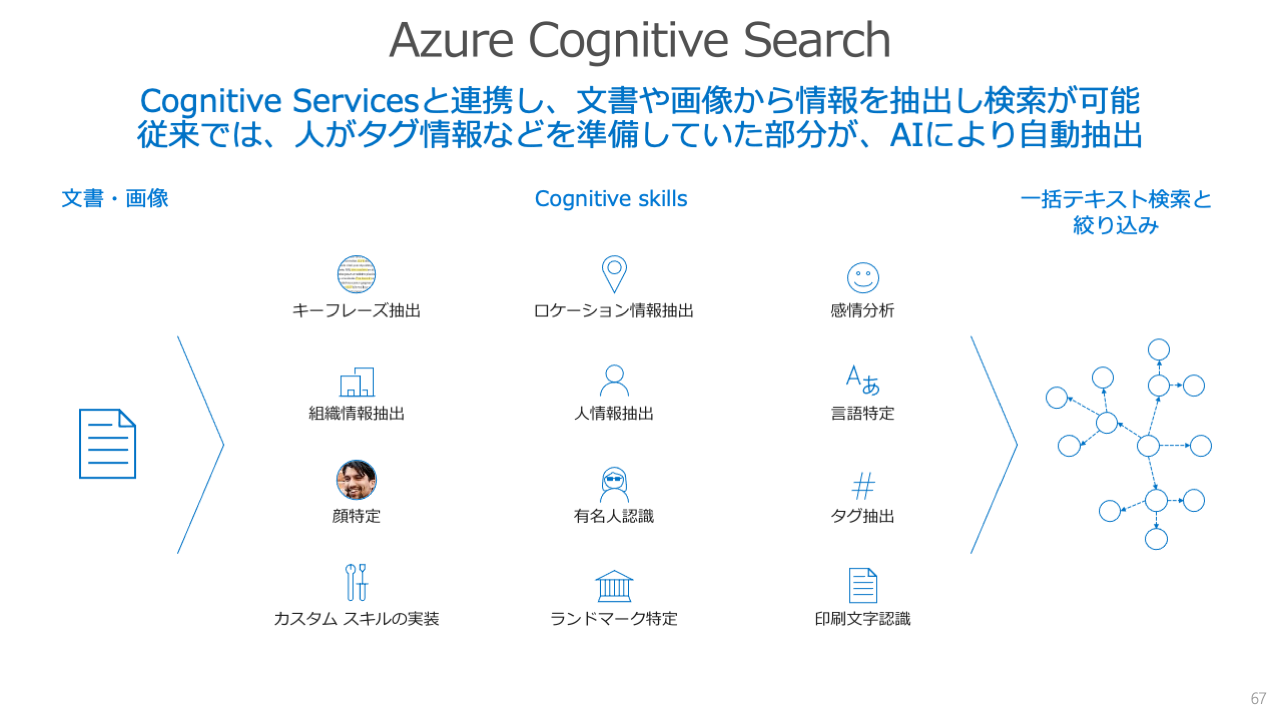 Azure Cognitive Search
Cognitive Servicesと連携し、文書や画像から情報を抽出し検索が可能
従来では、人がタグ情報などを準備していた部分が、AIにより自動抽出
文書・画像
Cognitive skills
一括テキスト検索と
絞り込み
キーフレーズ抽出
ロケーション情報抽出
感情分析
Aあ
組織情報抽出
人情報抽出
言語特定
#
顔特定
有名人認識
タグ抽出
カスタム スキルの実装
ランドマーク特定
印刷文字認識
67